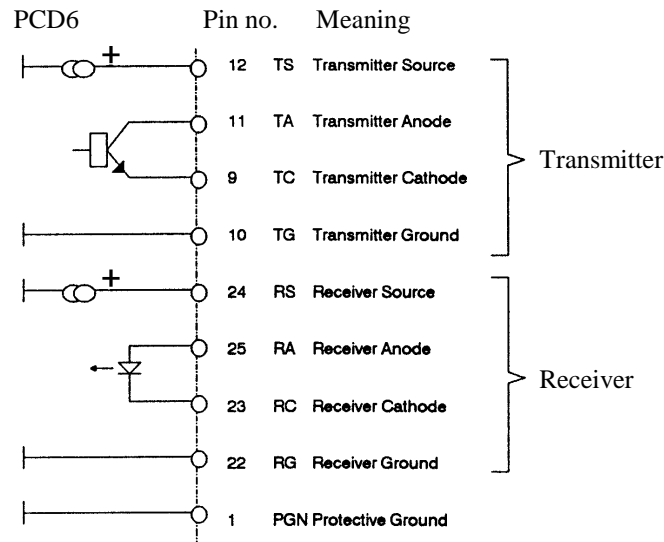 PCD6 Pin no. Meaning
+ 12 TS Transmitter Source
11 TA Transmitter Anode
Transmitter
9 TC Transmitter Cathode
10 TG Transmitter Ground
+ 24 RS Receiver Source
25 RA Receiver Anode
Receiver
23 RC Receiver Cathode
22 RG Receiver Ground
1 PGN Protective Ground